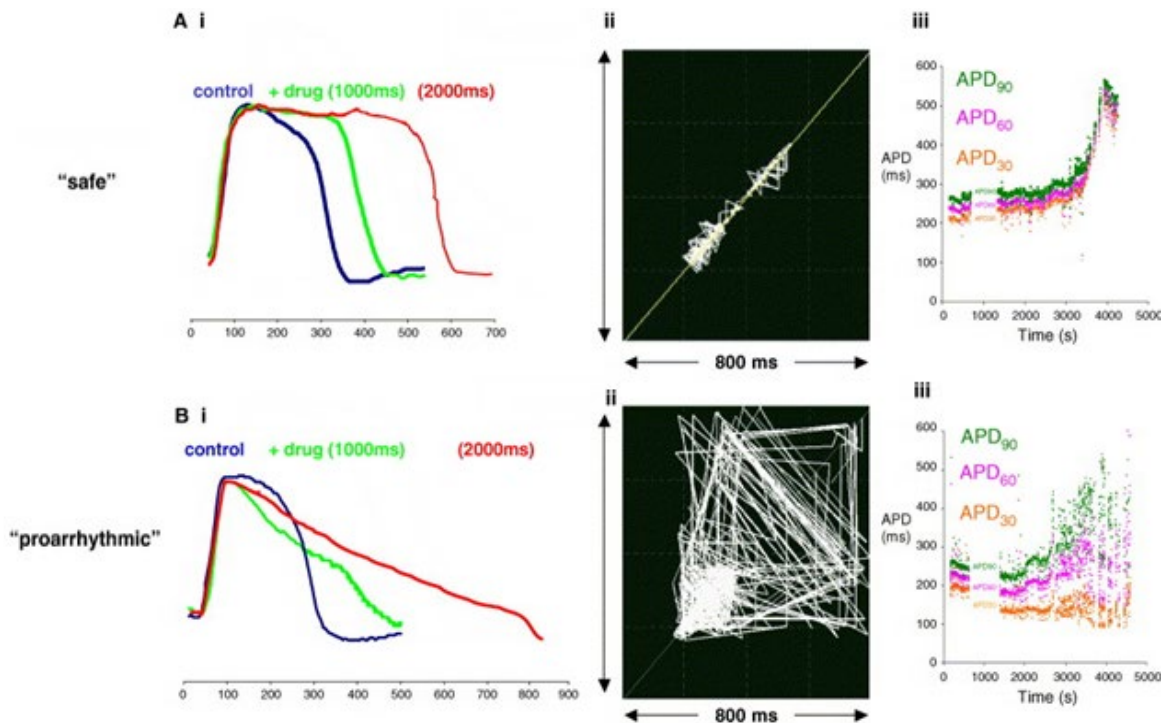 A i
ii
iii
control + drug (1000ms) (2000ms)
"safe"
0 100 200 300 400 500 600 700
800 ms
600
500
400
300
200
100
0
APD
(ms)
APD90
APD60
APD30
0 1000 2000 3000 4000 5000
Time (s)
B i
ii
iii
control + drug (1000ms) (2000ms)
"proarrhythmic"
0 100 200 300 400 500 600 700 800 900
800 ms
600
500
400
300
200
100
0
APD
(ms)
APD90
APD60
APD30
APD90
0 1000 2000 3000 4000 5000
Time (s)